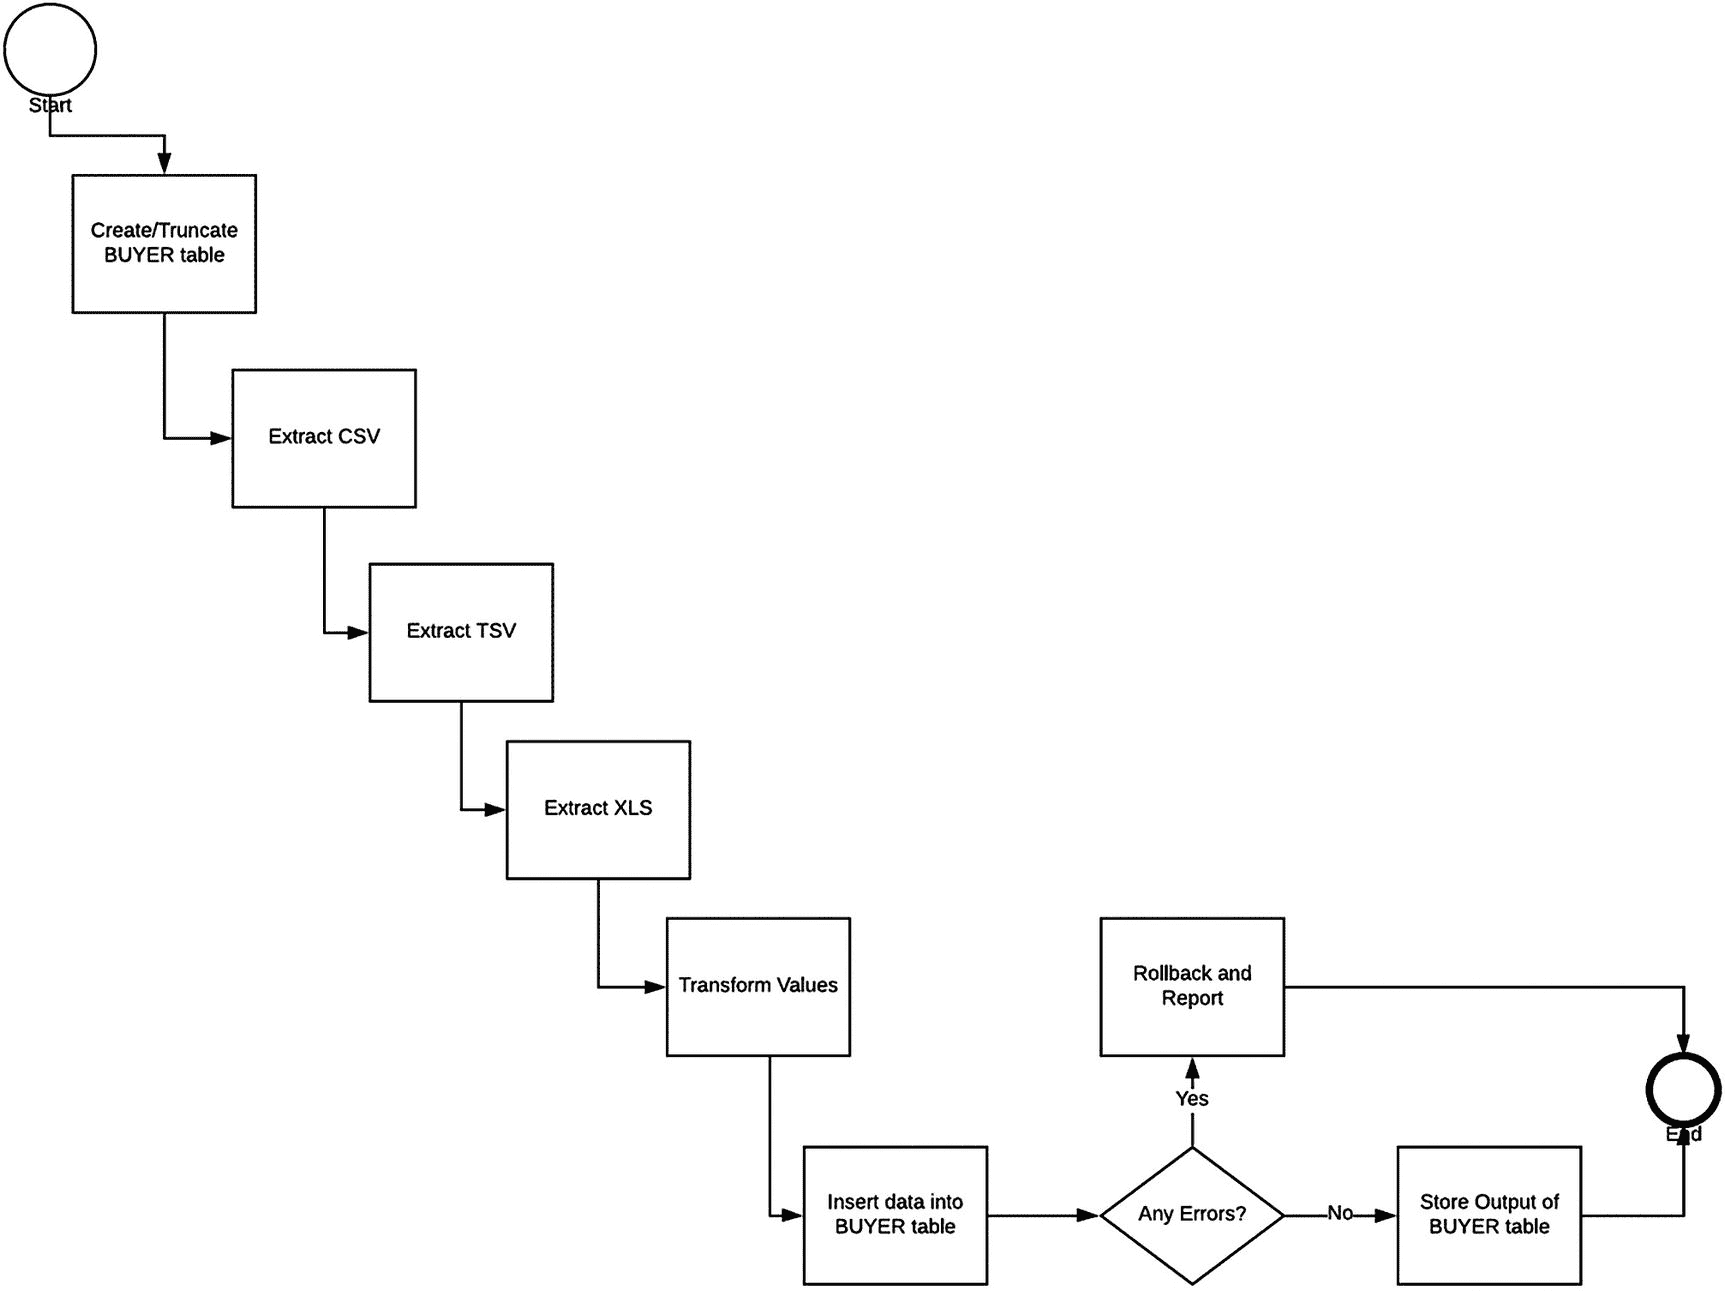 Start
Create/Truncate
BUYER table
Extract CSV
Extract TSV
Extract XLS
Transform Values
Insert data into
BUYER table
Any Errors?
Yes
Rollback and
Report
No
Store Output of
BUYER table
End